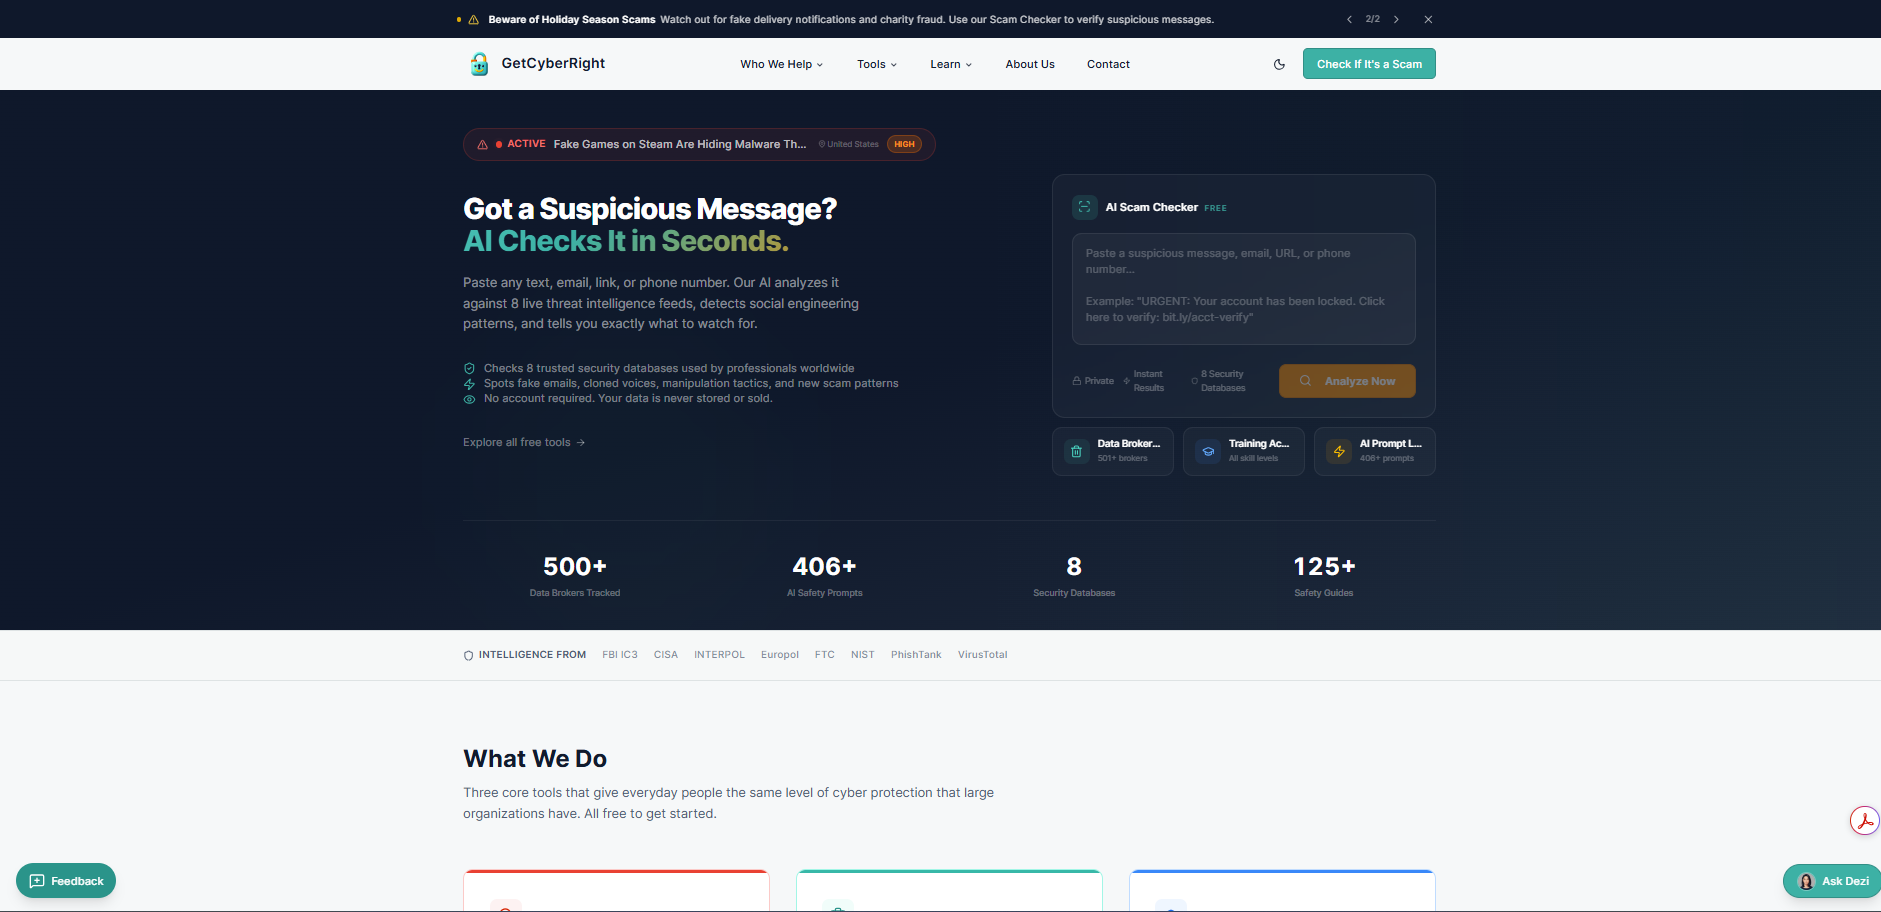 Beware of Holiday Season Scams Watch out for fake delivery notifications and charity fraud. Use our Scam Checker to verify suspicious messages.
2/2
GetCyberRight
Who We Help
Tools
Learn
About Us
Contact
Check If It's a Scam
ACTIVE Fake Games on Steam Are Hiding Malware Th... United States HIGH
Got a Suspicious Message?
AI Checks It in Seconds.
Paste any text, email, link, or phone number. Our AI analyzes it
against 8 live threat intelligence feeds, detects social engineering
patterns, and tells you exactly what to watch for.
Checks 8 trusted security databases used by professionals worldwide
Spots fake emails, cloned voices, manipulation tactics, and new scam patterns
No account required. Your data is never stored or sold.
Explore all free tools →
AI Scam Checker FREE
Paste a suspicious message, email, URL, or phone
number...
Example: "URGENT: Your account has been locked. Click
here to verify: bit.ly/acct-verify"
Private
Instant
Results
8 Security
Databases
Analyze Now
Data Broker...
501+ brokers
Training Ac...
All skill levels
AI Prompt L...
406+ prompts
500+
Data Brokers Tracked
406+
AI Safety Prompts
8
Security Databases
125+
Safety Guides
INTELLIGENCE FROM FBI IC3 CISA INTERPOL Europol FTC NIST PhishTank VirusTotal
What We Do
Three core tools that give everyday people the same level of cyber protection that large
organizations have. All free to get started.
Feedback
Ask Dezi